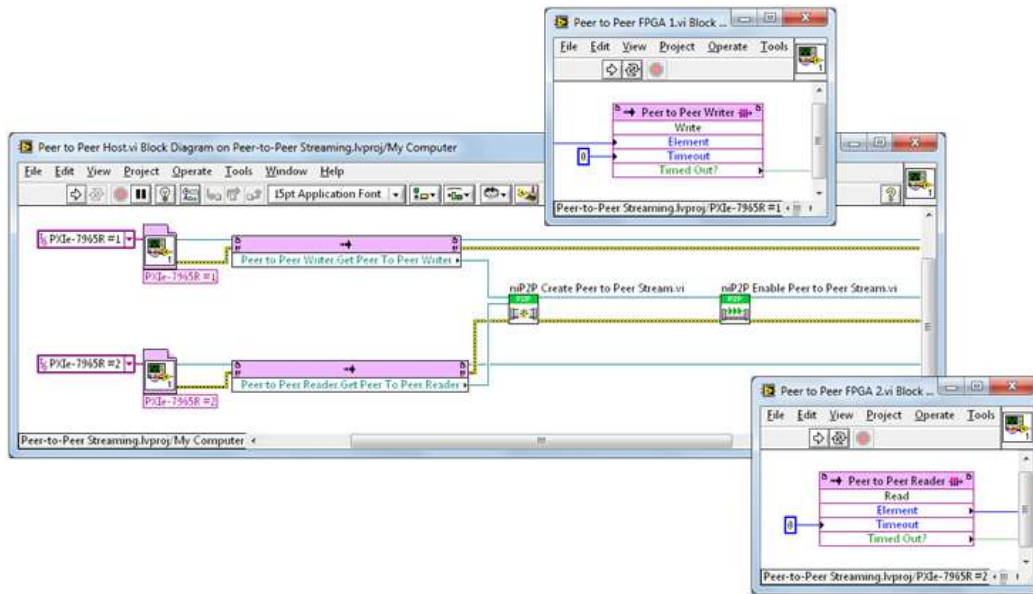 Peer to Peer FPGA 1.vi Block ...
File Edit View Project Operate Tools
1
Peer to Peer Writer
Write
Element
0
Timeout
Timed Out?
Peer-to-Peer Streaming.lvproj/PXIe-7965R #1
Peer to Peer Host.vi Block Diagram on Peer-to-Peer Streaming.lvproj/My Computer
File Edit View Project Operate Tools Window Help
15pt Application Font
PXIe-7965R #1
1
PXIe-7965R #1
Peer to Peer Writer.Get Peer To Peer Writer
niP2P Create Peer to Peer Stream.vi
P2P
niP2P Enable Peer to Peer Stream.vi
P2P
PXIe-7965R #2
1
PXIe-7965R #2
Peer to Peer Reader.Get Peer To Peer Reader
Peer-to-Peer Streaming.lvproj/My Computer
Peer to Peer FPGA 2.vi Block ...
File Edit View Project Operate Tools
1
Peer to Peer Reader
Read
Element
0
Timeout
Timed Out?
Peer-to-Peer Streaming.lvproj/PXIe-7965R #2